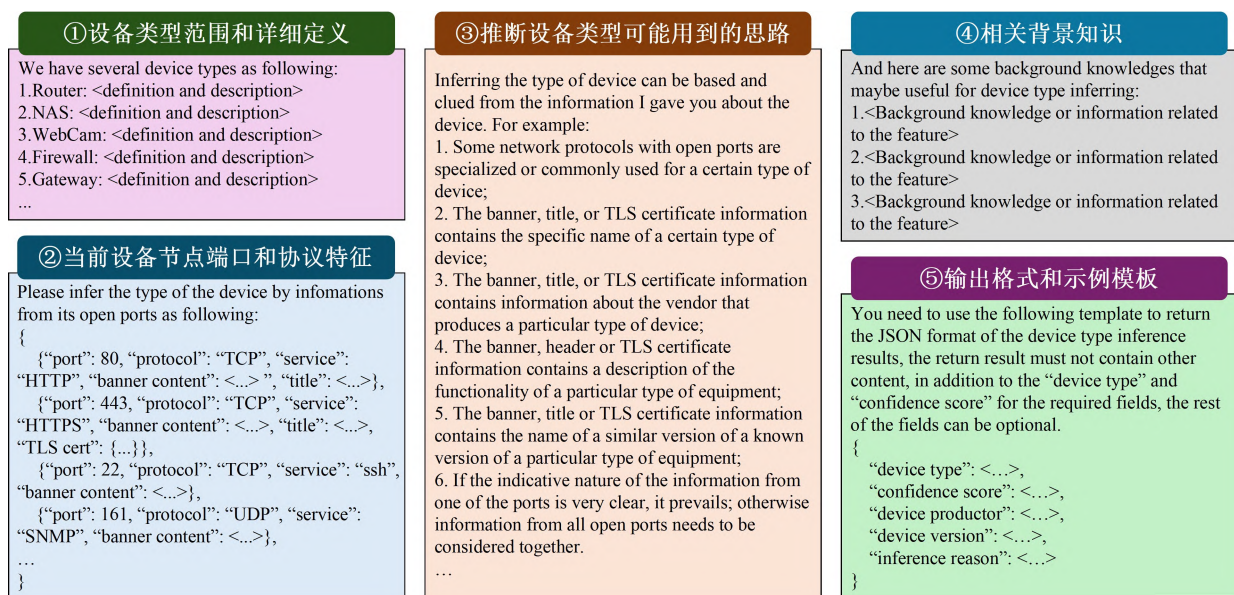 ①设备类型范围和详细定义
We have several device types as following:
1.Router: <definition and description>
2.NAS: <definition and description>
3.WebCam: <definition and description>
4.Firewall: <definition and description>
5.Gateway: <definition and description>
...
②当前设备节点端口和协议特征
Please infer the type of the device by infomations
from its open ports as following:
{
{“port”: 80, “protocol”: “TCP”, “service”:
“HTTP”, “banner content”: <...> ”, “title”: <...>},
{“port”: 443, “protocol”: “TCP”, “service”:
“HTTPS”, “banner content”: <...>, “title”: <...>,
“TLS cert”: {...}},
{“port”: 22, “protocol”: “TCP”, “service”: “ssh”,
“banner content”: <...>},
{“port”: 161, “protocol”: “UDP”, “service”:
“SNMP”, “banner content”: <...>},
…
}
③推断设备类型可能用到的思路
Inferring the type of device can be based and
clued from the information I gave you about the
device. For example:
1. Some network protocols with open ports are
specialized or commonly used for a certain type of
device;
2. The banner, title, or TLS certificate information
contains the specific name of a certain type of
device;
3. The banner, title, or TLS certificate information
contains information about the vendor that
produces a particular type of device;
4. The banner, header or TLS certificate
information contains a description of the
functionality of a particular type of equipment;
5. The banner, title or TLS certificate information
contains the name of a similar version of a known
version of a particular type of equipment;
6. If the indicative nature of the information from
one of the ports is very clear, it prevails; otherwise
information from all open ports needs to be
considered together.
…
④相关背景知识
And here are some background knowledges that
maybe useful for device type inferring:
1.<Background knowledge or information related
to the feature>
2.<Background knowledge or information related
to the feature>
3.<Background knowledge or information related
to the feature>
⑤输出格式和示例模板
You need to use the following template to return
the JSON format of the device type inference
results, the return result must not contain other
content, in addition to the “device type” and
“confidence score” for the required fields, the rest
of the fields can be optional.
{
“device type”: <…>,
“confidence score”: <…>,
“device productor”: <…>,
“device version”: <…>,
“inference reason”: <…>
}